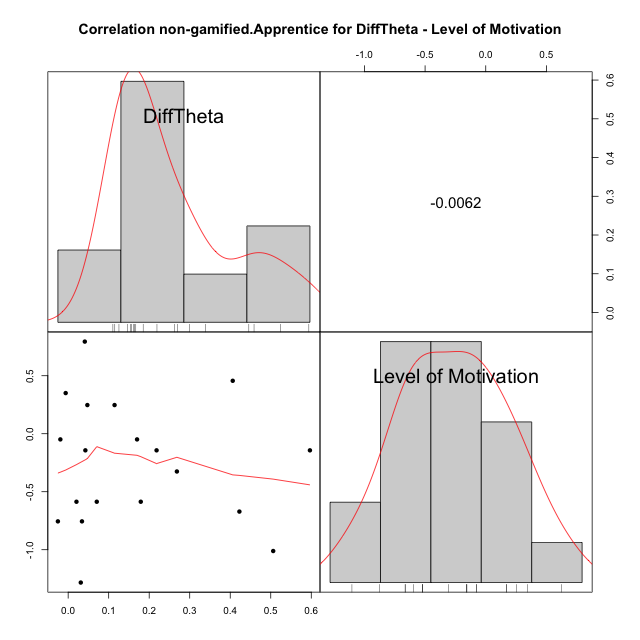 Correlation non-gamified.Apprentice for DiffTheta - Level of Motivation
-1.0 -0.5 0.0 0.5
DiffTheta
-0.0062
0.6
0.5
0.4
0.3
0.2
0.1
0.0
Level of Motivation
0.5
0.0
-0.5
-1.0
0.0 0.1 0.2 0.3 0.4 0.5 0.6